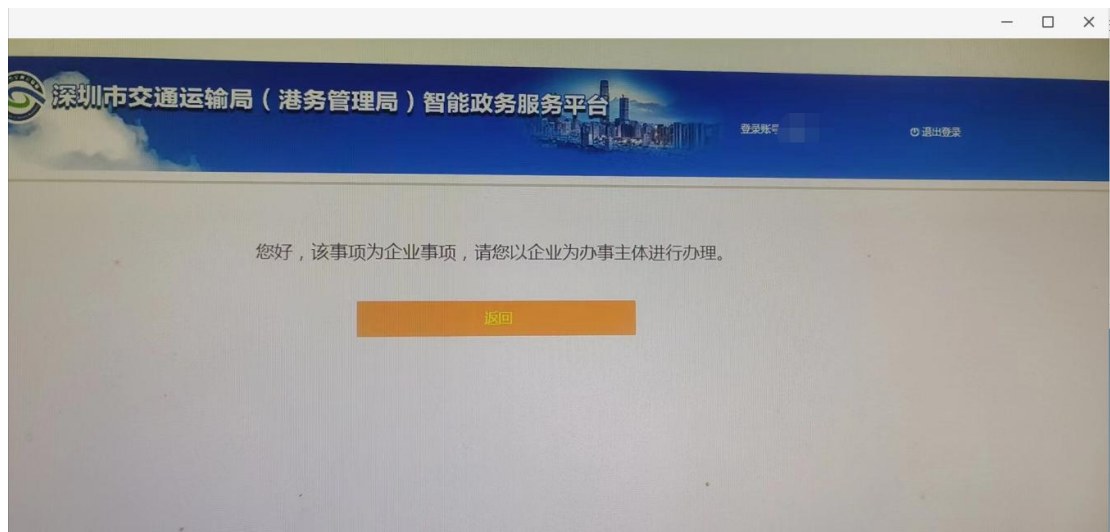 深圳市交通运输局（港务管理局）智能政务服务平台
登录账号
退出登录
您好，该事项为企业事项，请您以企业为办事主体进行办理。
返回